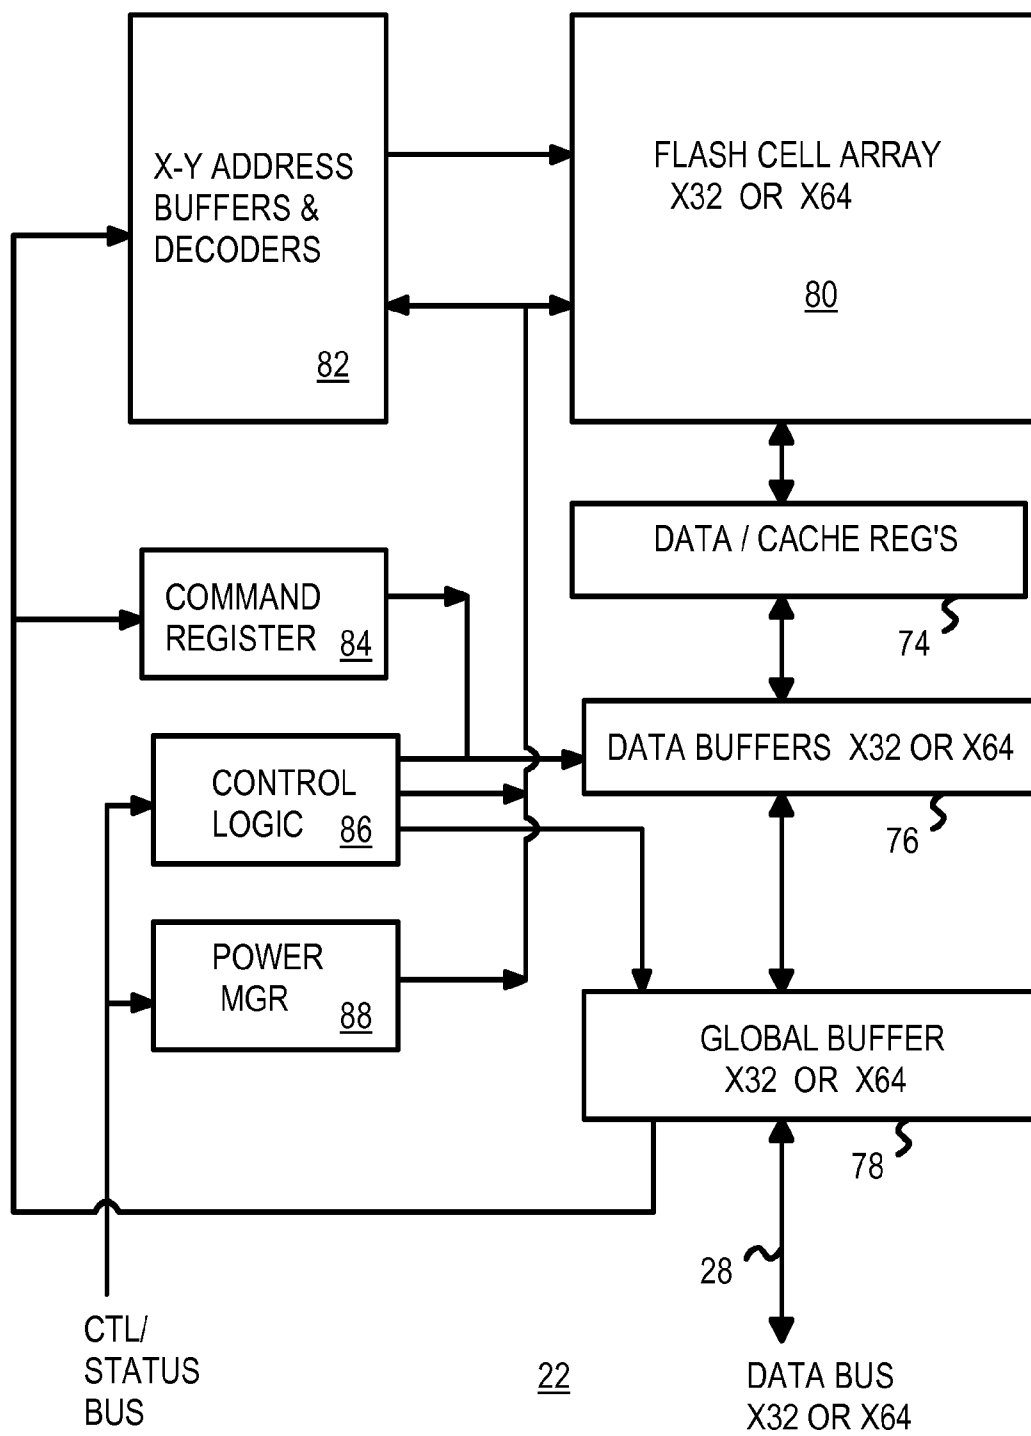 X-Y ADDRESS
BUFFERS &
DECODERS
82
FLASH CELL ARRAY
X32 OR X64
80
DATA / CACHE REG'S
74
COMMAND
REGISTER 84
DATA BUFFERS X32 OR X64
76
CONTROL
LOGIC 86
POWER
MGR 88
GLOBAL BUFFER
X32 OR X64
78
28
CTL/
STATUS
BUS
22
DATA BUS
X32 OR X64